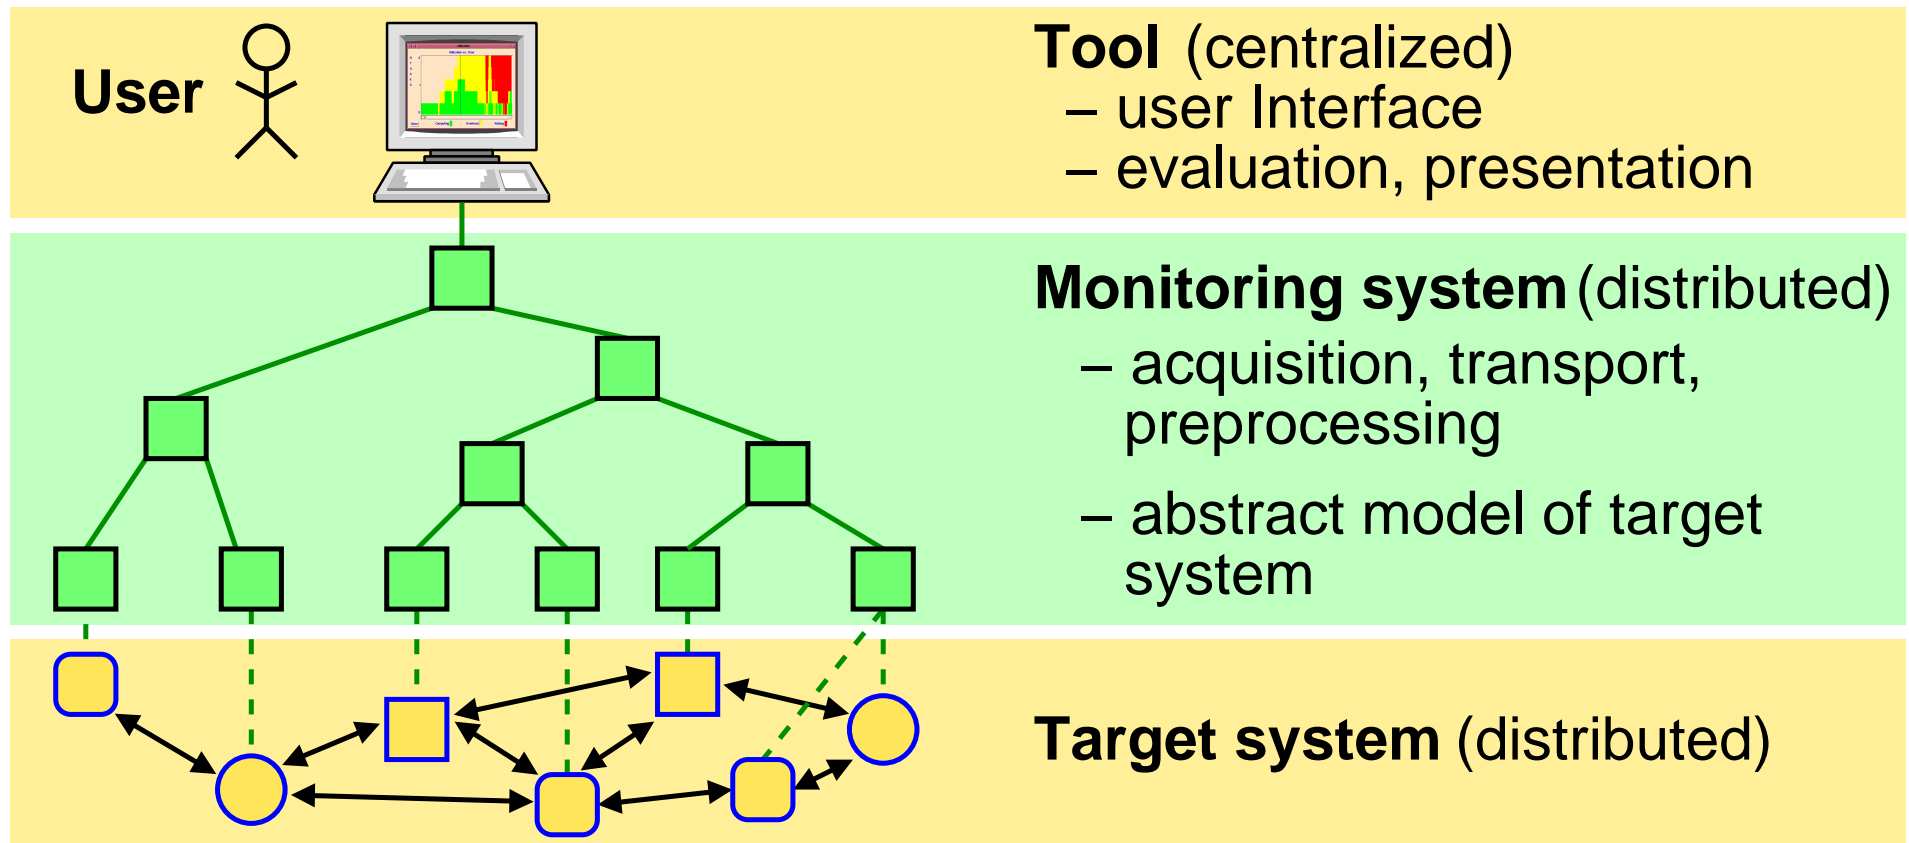 User
Tool (centralized)
– user Interface
– evaluation, presentation
Monitoring system (distributed)
– acquisition, transport,
preprocessing
– abstract model of target
system
Target system (distributed)